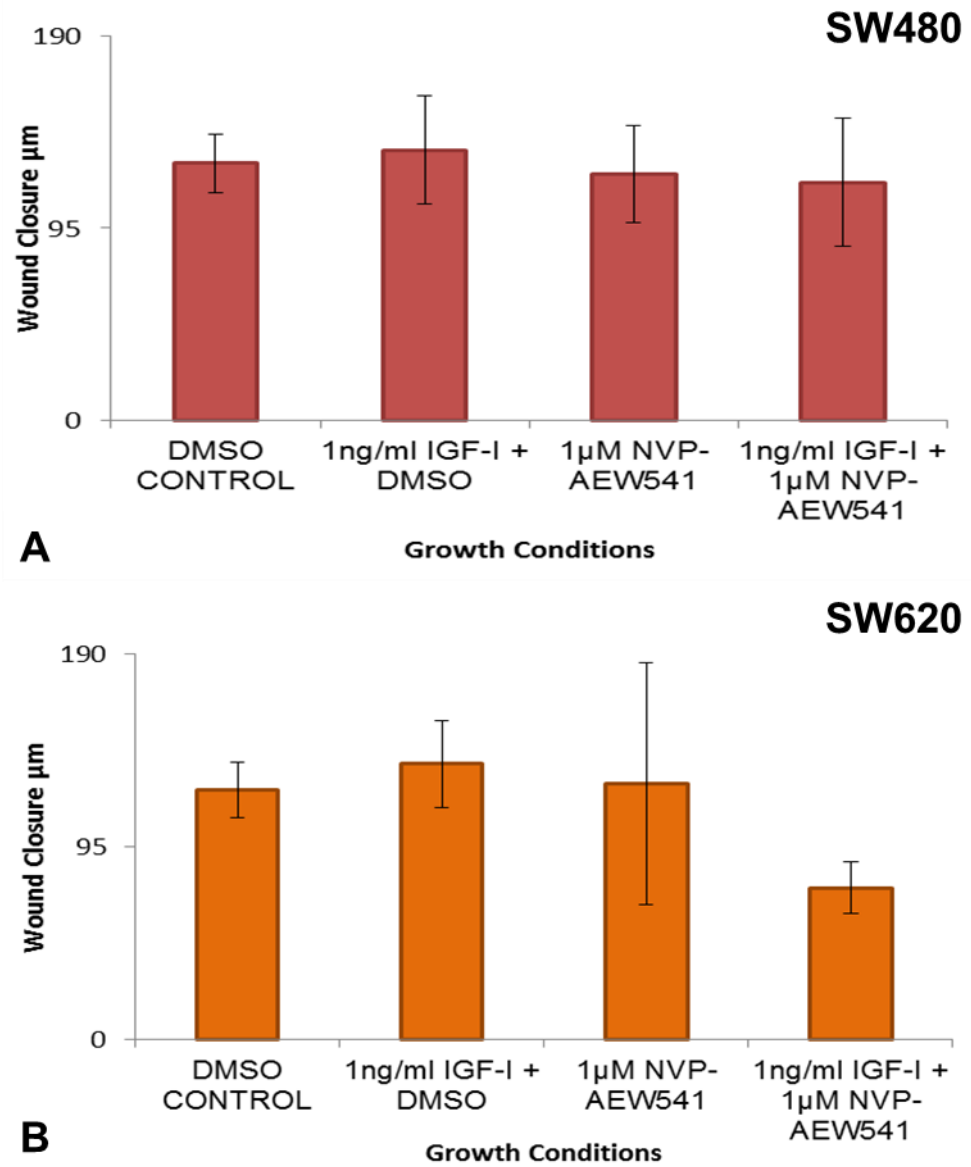 SW480
190
95
0
Wound Closure µm
DMSO
CONTROL
1ng/ml IGF-I +
DMSO
1µM NVP-
AEW541
1ng/ml IGF-I +
1µM NVP-
AEW541
Growth Conditions
A
SW620
190
95
0
Wound Closure µm
DMSO
CONTROL
1ng/ml IGF-I +
DMSO
1µM NVP-
AEW541
1ng/ml IGF-I +
1µM NVP-
AEW541
Growth Conditions
B